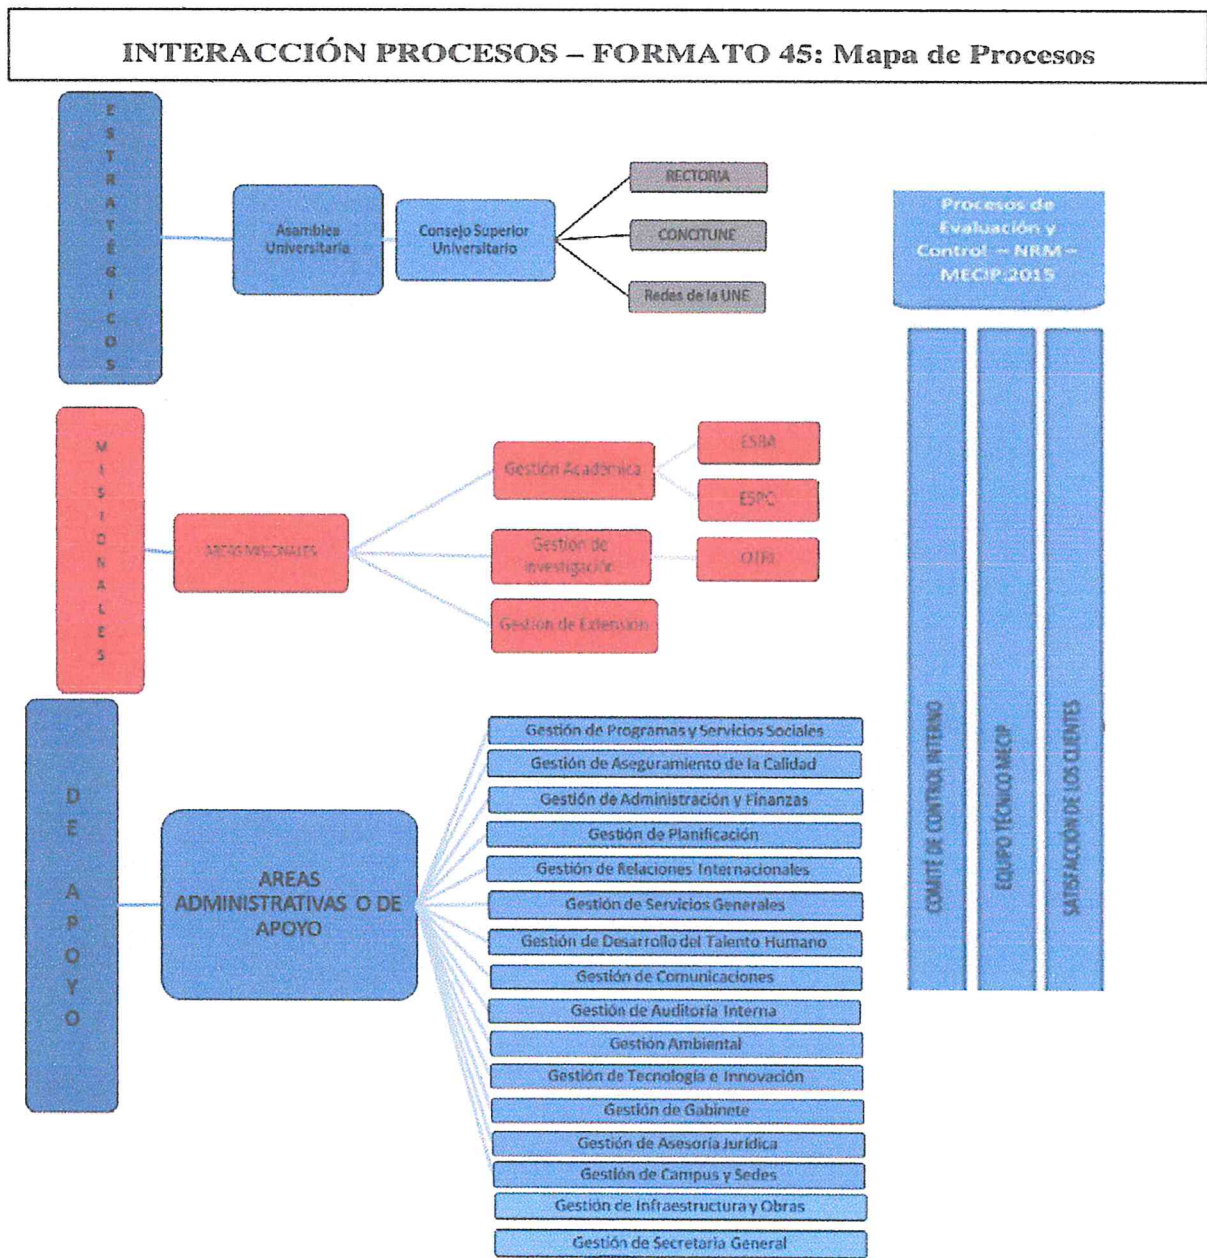 INTERACCIÓN PROCESOS – FORMATO 45: Mapa de Procesos
ESTRATÉGICOS
Asamblea
Universitaria
Consejo Superior
Universitario
RECTORIA
CONCITUNE
Redes de la UNE
Procesos de
Evaluación y
Control – NRM –
MECIP:2015
COMITÉ DE CONTROL INTERNO
EQUIPO TÉCNICO MECIP
SATISFACCIÓN DE LOS CLIENTES
MISIONALES
AREAS MISIONALES
Gestión Académica
ESBA
ESPC
Gestión de
investigación
OTRI
Gestión de Extensión
DE APOYO
AREAS
ADMINISTRATIVAS O DE
APOYO
Gestión de Programas y Servicios Sociales
Gestión de Aseguramiento de la Calidad
Gestión de Administración y Finanzas
Gestión de Planificación
Gestión de Relaciones Internacionales
Gestión de Servicios Generales
Gestión de Desarrollo del Talento Humano
Gestión de Comunicaciones
Gestión de Auditoría Interna
Gestión Ambiental
Gestión de Tecnología e Innovación
Gestión de Gabinete
Gestión de Asesoría Jurídica
Gestión de Campus y Sedes
Gestión de Infraestructura y Obras
Gestión de Secretaria General